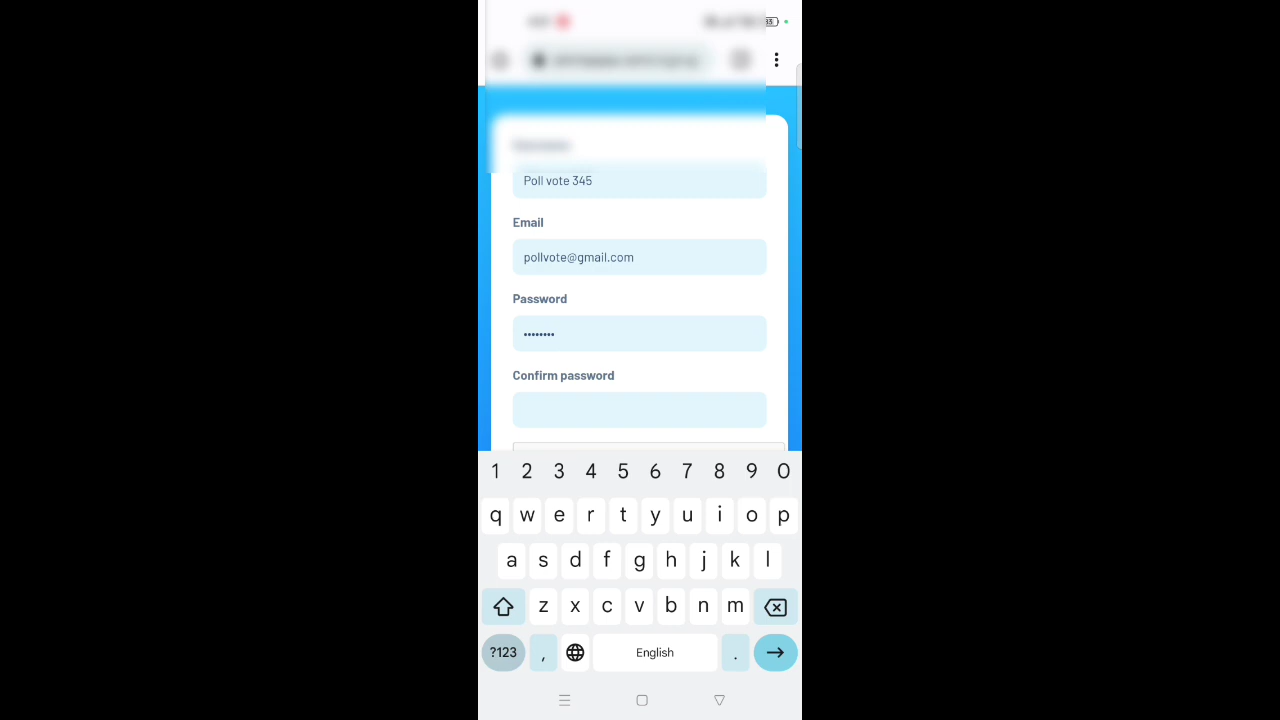 Poll vote 345
Email
pollvote@gmail.com
Password
••••••••
Confirm password
1 2 3 4 5 6 7 8 9 0
q w e r t y u i o p
a s d f g h j k l
z x c v b n m
?123 , English .